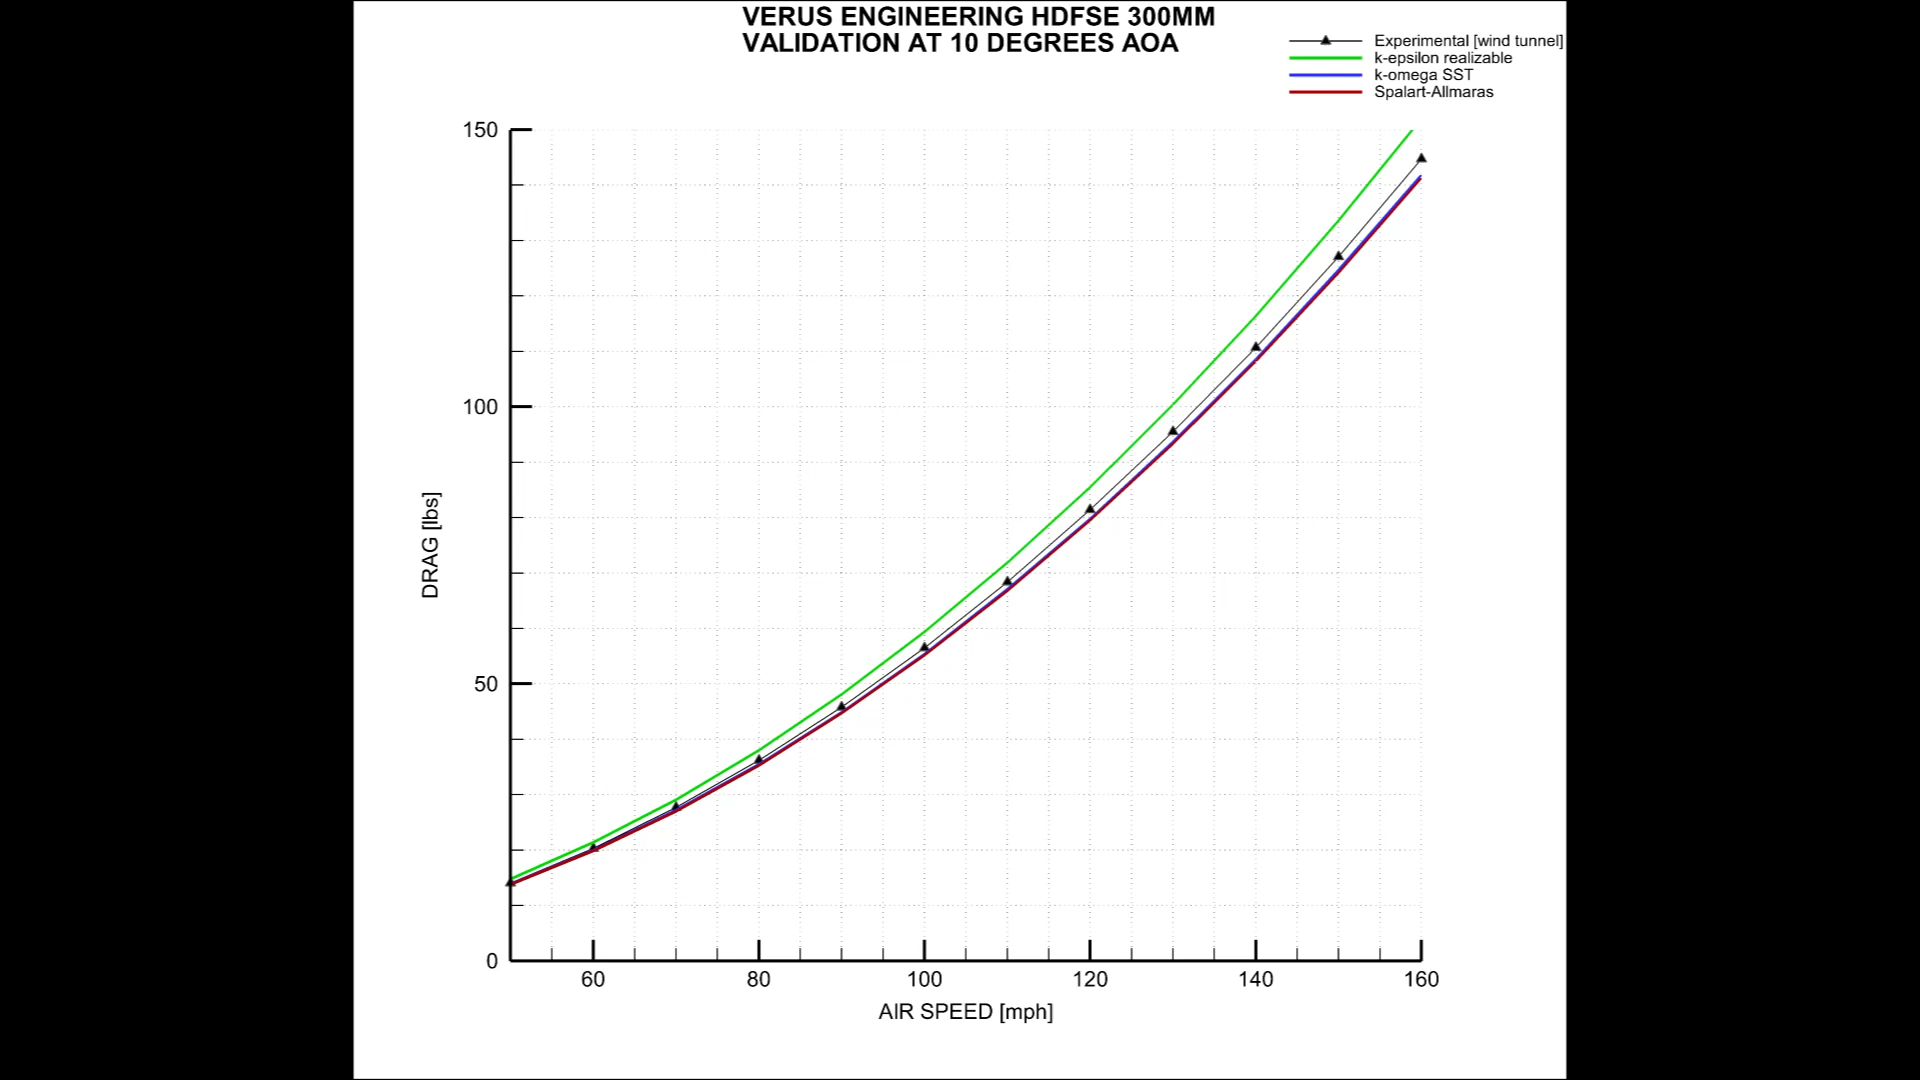 VERUS ENGINEERING HDFSE 300MM
VALIDATION AT 10 DEGREES AOA
Experimental [wind tunnel]
k-epsilon realizable
k-omega SST
Spalart-Allmaras
150
100
50
0
DRAG [lbs]
60 80 100 120 140 160
AIR SPEED [mph]